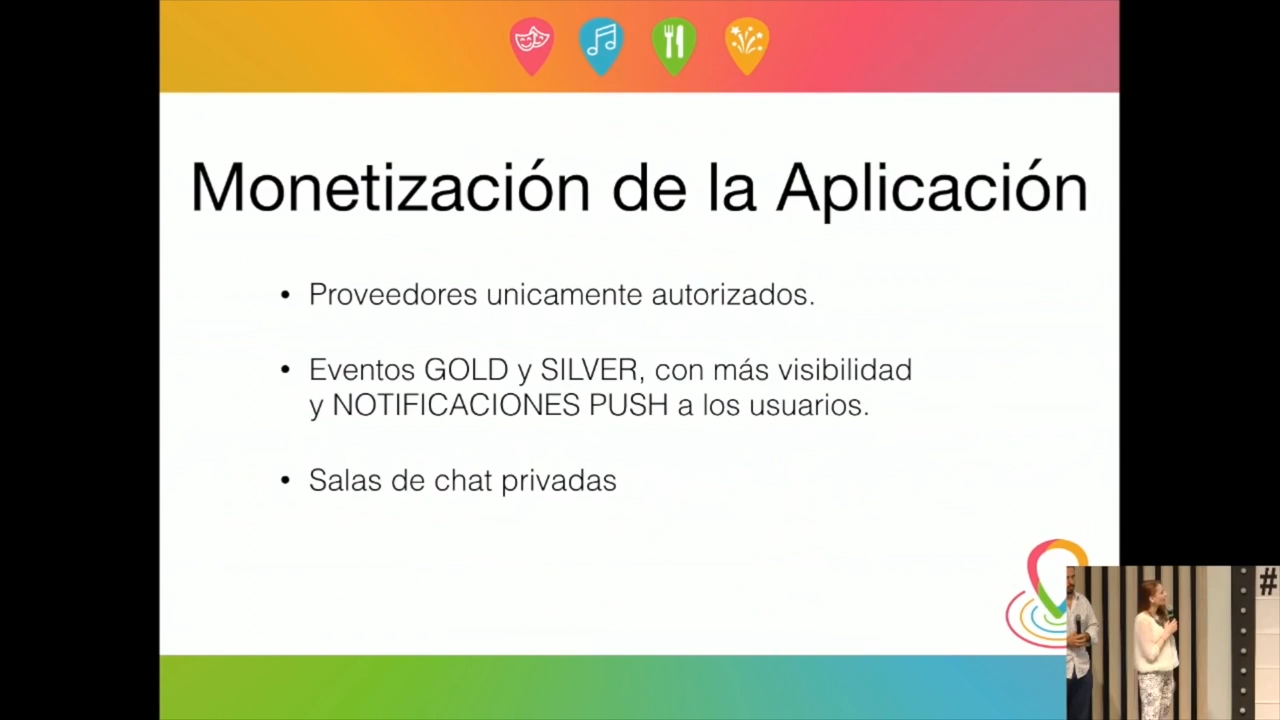 Monetización de la Aplicación
• Proveedores unicamente autorizados.
• Eventos GOLD y SILVER, con más visibilidad
y NOTIFICACIONES PUSH a los usuarios.
• Salas de chat privadas
#